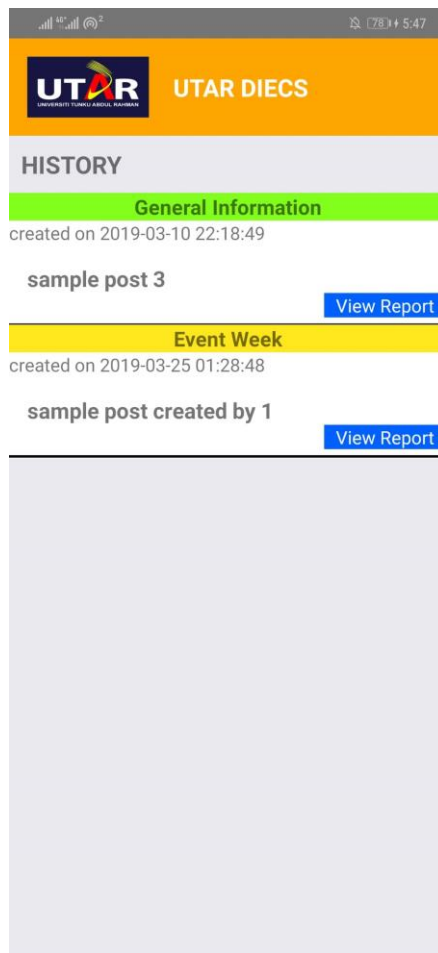 78 5:47
UTAR
UNIVERSITI TUNKU ABDUL RAHMAN
UTAR DIECS
HISTORY
General Information
created on 2019-03-10 22:18:49
sample post 3
View Report
Event Week
created on 2019-03-25 01:28:48
sample post created by 1
View Report